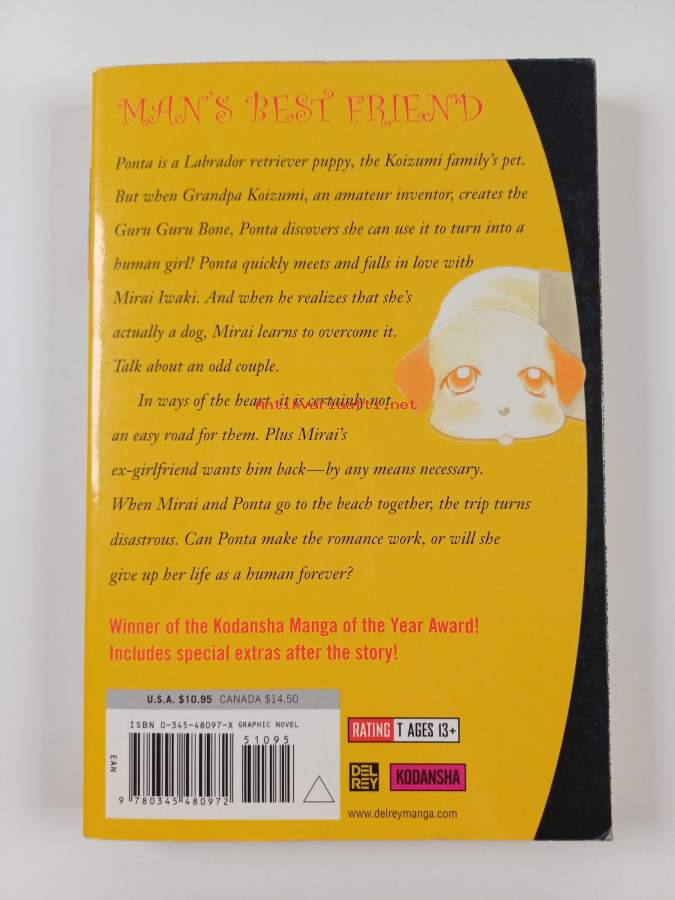 MAN'S BEST FRIEND
Ponta is a Labrador retriever puppy, the Koizumi family's pet.
But when Grandpa Koizumi, an amateur inventor, creates the
Guru Guru Bone, Ponta discovers she can use it to turn into a
human girl! Ponta quickly meets and falls in love with
Mirai Iwaki. And when he realizes that she's
actually a dog, Mirai learns to overcome it.
Talk about an odd couple.
In ways of the heart, it is certainly not
Antikvariaatti.net
an easy road for them. Plus Mirai's
ex-girlfriend wants him back—by any means necessary.
When Mirai and Ponta go to the beach together, the trip turns
disastrous. Can Ponta make the romance work, or will she
give up her life as a human forever?
Winner of the Kodansha Manga of the Year Award!
Includes special extras after the story!
U.S.A. $10.95 CANADA $14.50
ISBN 0-345-48097-X GRAPHIC NOVEL
51095
EAN
9 780345 480972
RATING T AGES 13+
DEL REY
KODANSHA
www.delreymanga.com